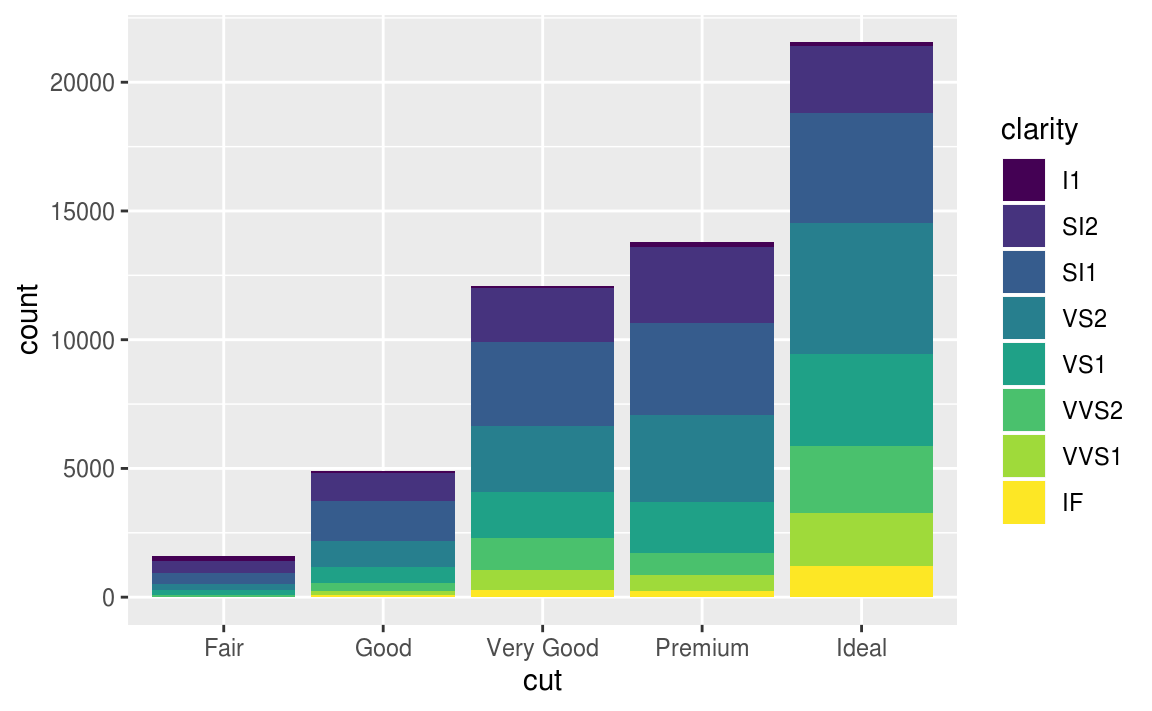 20000
15000
10000
5000
0
count
Fair Good Very Good Premium Ideal
cut
clarity
I1
SI2
SI1
VS2
VS1
VVS2
VVS1
IF